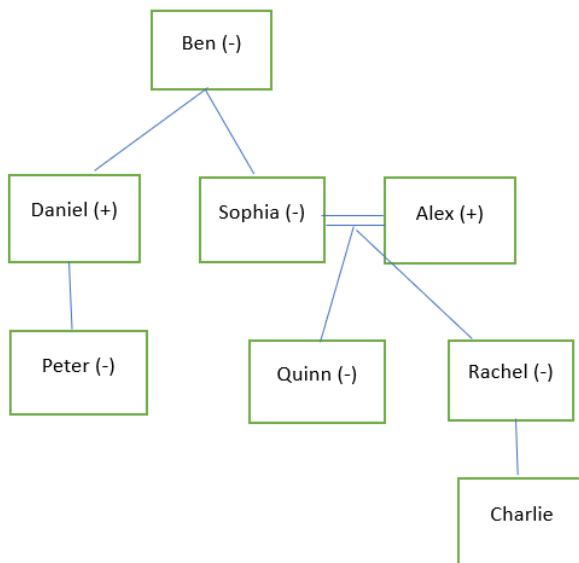 Ben (-)
Daniel (+)
Sophia (-)
Alex (+)
Peter (-)
Quinn (-)
Rachel (-)
Charlie